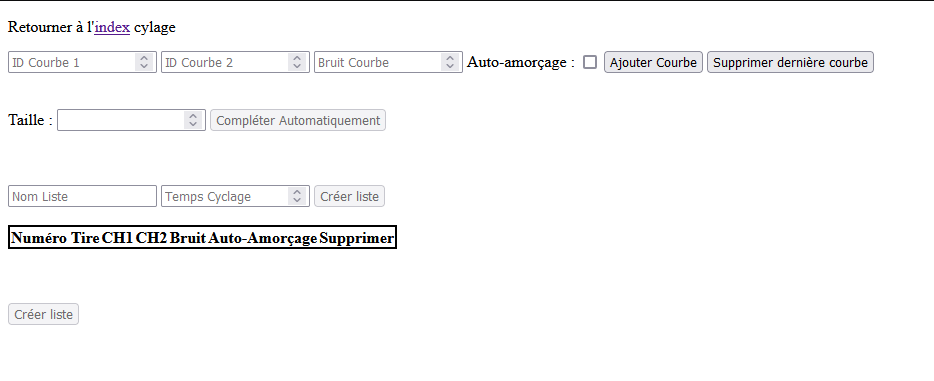 Retourner à l'index cylage
ID Courbe 1 ID Courbe 2 Bruit Courbe Auto-amorçage : Ajouter Courbe Supprimer dernière courbe
Taille : Compléter Automatiquement
Nom Liste Temps Cyclage Créer liste
Numéro Tire CH1 CH2 Bruit Auto-Amorçage Supprimer
Créer liste